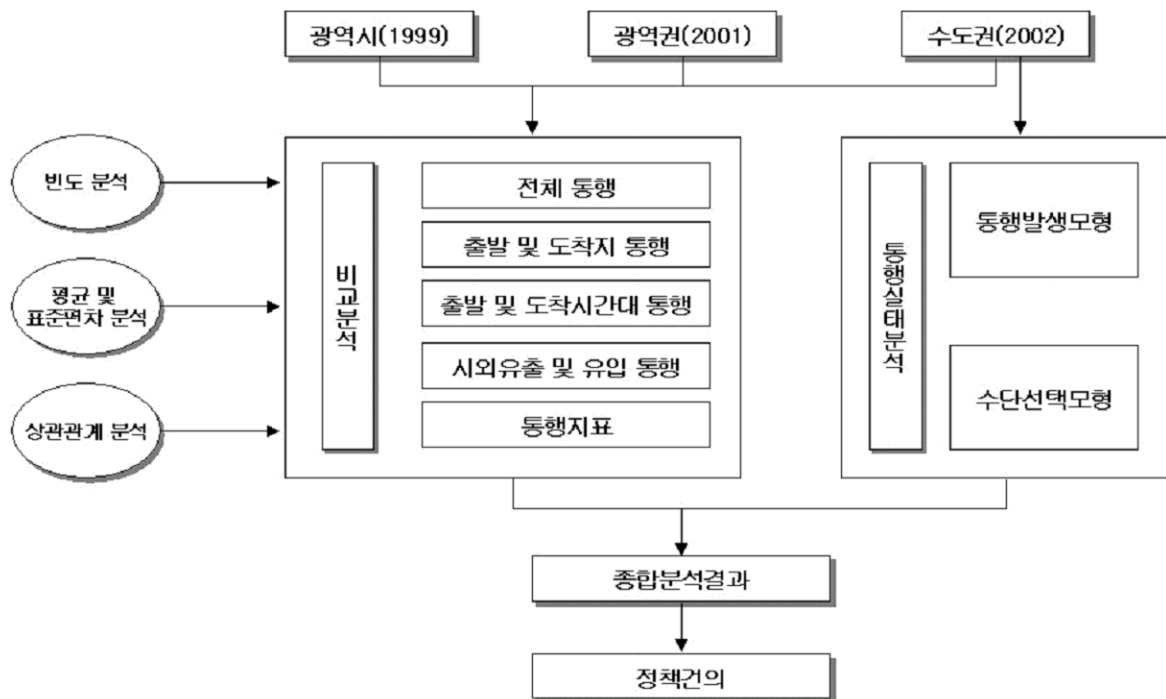 광역시(1999)
광역권(2001)
수도권(2002)
빈도 분석
평균 및
표준편차 분석
상관관계 분석
비교분석
전체 통행
출발 및 도착지 통행
출발 및 도착시간대 통행
시외유출 및 유입 통행
통행지표
통행실태분석
통행발생모형
수단선택모형
종합분석결과
정책건의